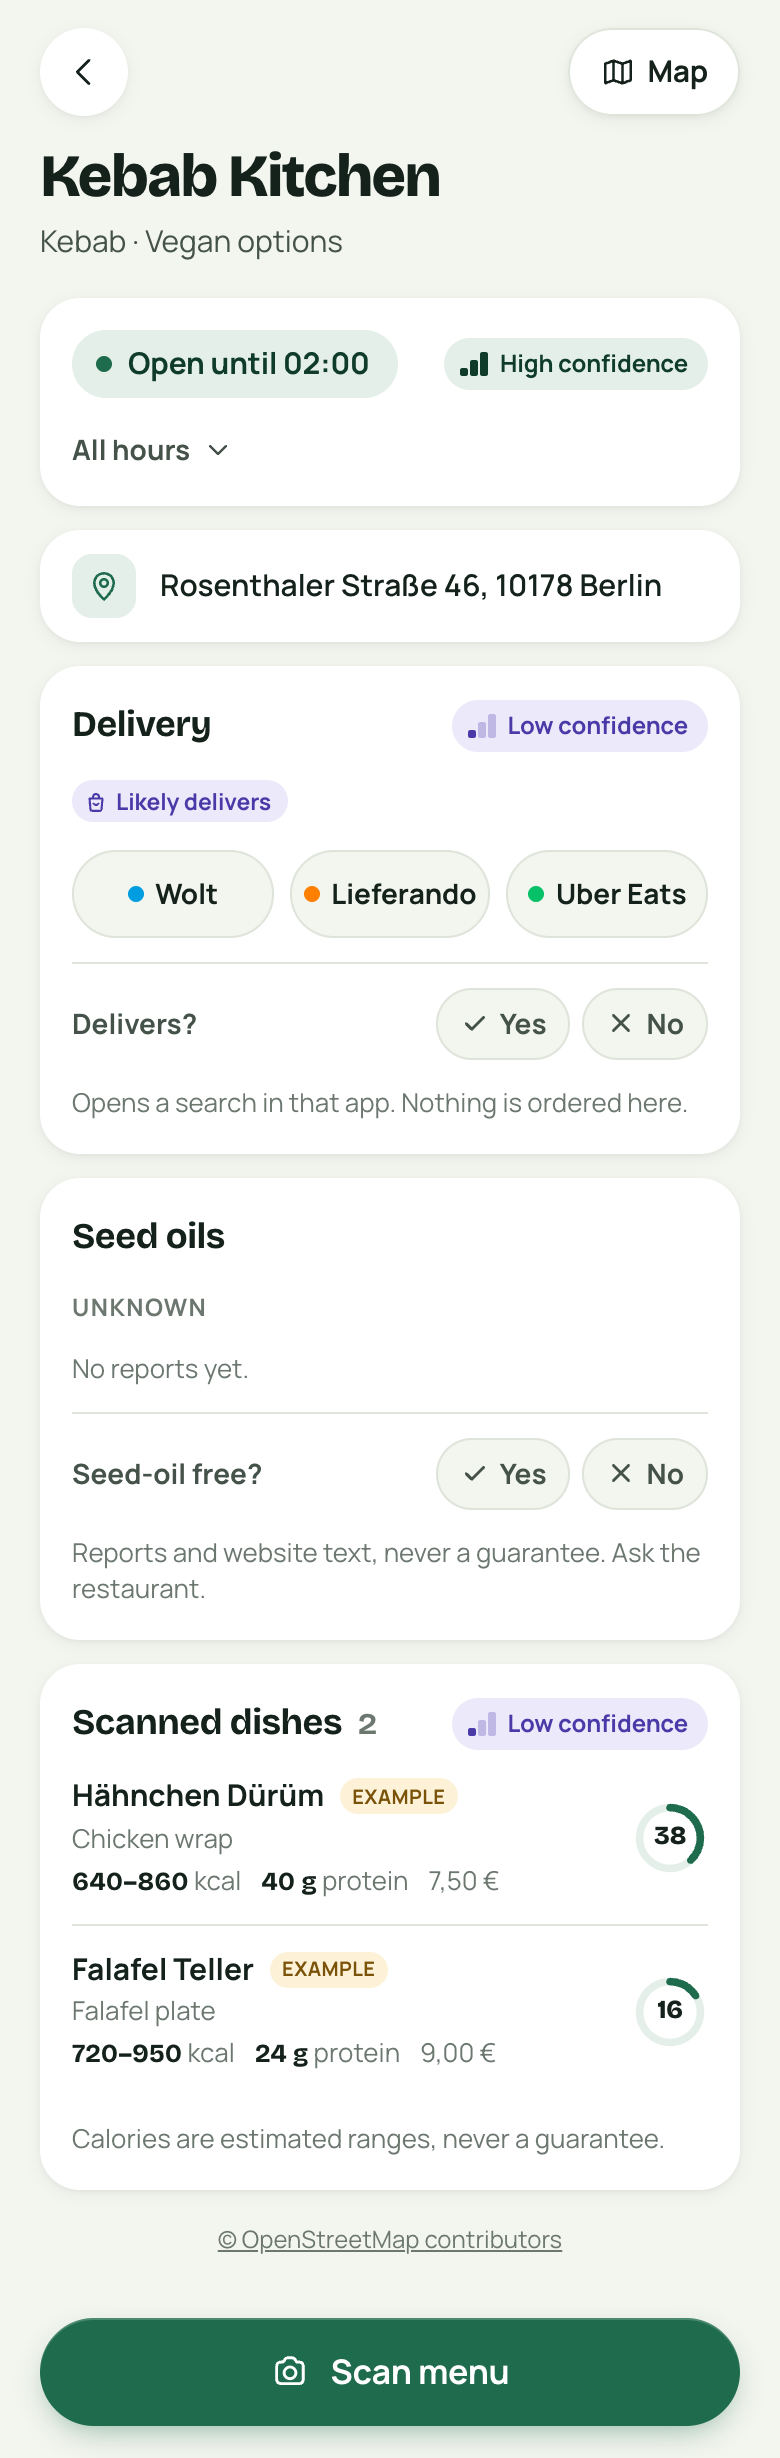 Map
Kebab Kitchen
Kebab · Vegan options
Open until 02:00
High confidence
All hours
Rosenthaler Straße 46, 10178 Berlin
Delivery
Low confidence
Likely delivers
Wolt
Lieferando
Uber Eats
Delivers?
Yes
No
Opens a search in that app. Nothing is ordered here.
Seed oils
UNKNOWN
No reports yet.
Seed-oil free?
Yes
No
Reports and website text, never a guarantee. Ask the
restaurant.
Scanned dishes 2
Low confidence
Hähnchen Dürüm EXAMPLE
Chicken wrap
640–860 kcal 40 g protein 7,50 €
38
Falafel Teller EXAMPLE
Falafel plate
720–950 kcal 24 g protein 9,00 €
16
Calories are estimated ranges, never a guarantee.
© OpenStreetMap contributors
Scan menu